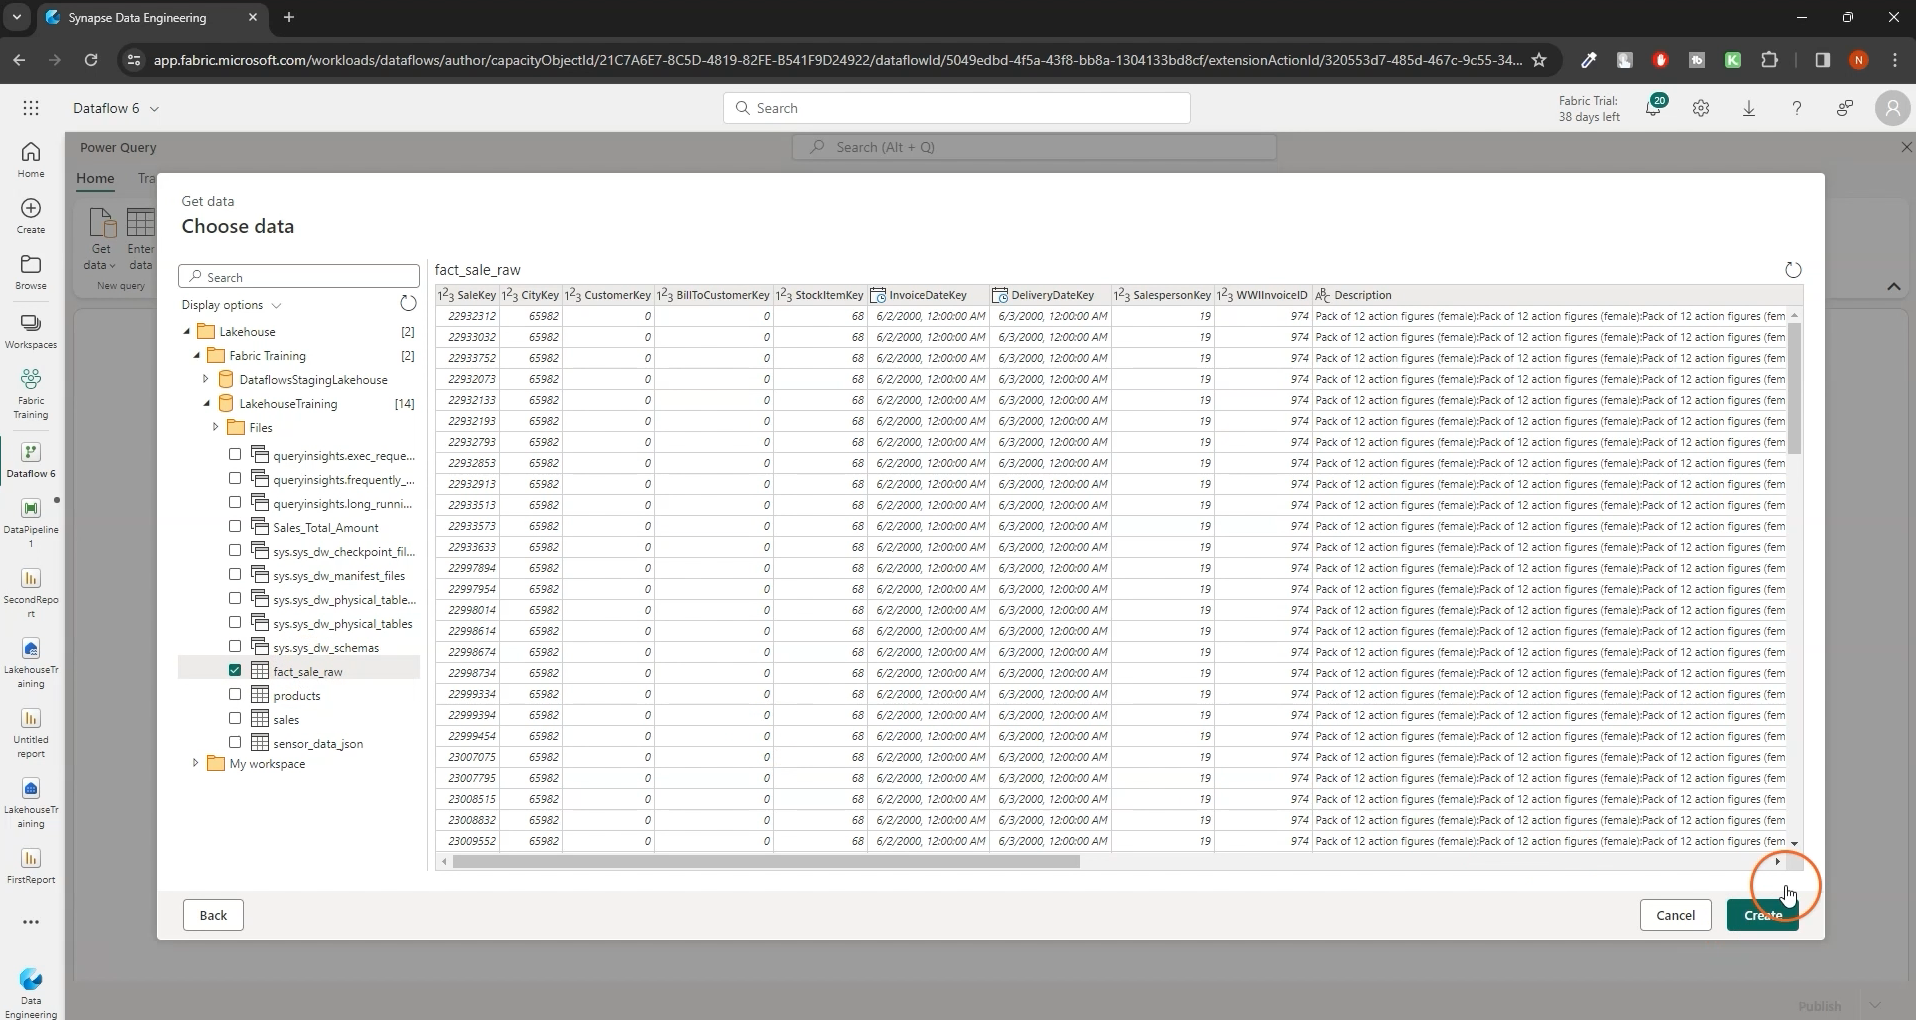 Synapse Data Engineering
app.fabric.microsoft.com/workloads/dataflows/author/capacityObjectId/21C7A6E7-8C5D-4819-82FE-B541F9D24922/dataflowId/5049edbd-4f5a-43f8-bb8a-1304133bd8cf/extensionActionId/320553d7-485d-467c-9c55-34...
N
Dataflow 6
Search
Fabric Trial:
38 days left
20
Power Query
Search (Alt + Q)
Home
Tra
Get data
Enter data
New query
Home
Create
Browse
Workspaces
Fabric Training
Dataflow 6
DataPipeline 1
SecondReport
LakehouseTraining
Untitled report
LakehouseTraining
FirstReport
Data Engineering
Get data
Choose data
Search
Display options
Lakehouse [2]
Fabric Training [2]
DataflowsStagingLakehouse
LakehouseTraining [14]
Files
queryinsights.exec_reque...
queryinsights.frequently_...
queryinsights.long_runni...
Sales_Total_Amount
sys.sys_dw_checkpoint_fil...
sys.sys_dw_manifest_files
sys.sys_dw_physical_table...
sys.sys_dw_physical_tables
sys.sys_dw_schemas
fact_sale_raw
products
sales
sensor_data_json
My workspace
fact_sale_raw
123 SaleKey 123 CityKey 123 CustomerKey 123 BillToCustomerKey 123 StockItemKey InvoiceDateKey DeliveryDateKey 123 SalespersonKey 123 WWIInvoiceID ABC Description
22932312 65982 0 0 68 6/2/2000, 12:00:00 AM 6/3/2000, 12:00:00 AM 19 974 Pack of 12 action figures (female):Pack of 12 action figures (female):Pack of 12 action figures (fem
22933032 65982 0 0 68 6/2/2000, 12:00:00 AM 6/3/2000, 12:00:00 AM 19 974 Pack of 12 action figures (female):Pack of 12 action figures (female):Pack of 12 action figures (fem
22933752 65982 0 0 68 6/2/2000, 12:00:00 AM 6/3/2000, 12:00:00 AM 19 974 Pack of 12 action figures (female):Pack of 12 action figures (female):Pack of 12 action figures (fem
22932073 65982 0 0 68 6/2/2000, 12:00:00 AM 6/3/2000, 12:00:00 AM 19 974 Pack of 12 action figures (female):Pack of 12 action figures (female):Pack of 12 action figures (fem
22932133 65982 0 0 68 6/2/2000, 12:00:00 AM 6/3/2000, 12:00:00 AM 19 974 Pack of 12 action figures (female):Pack of 12 action figures (female):Pack of 12 action figures (fem
22932193 65982 0 0 68 6/2/2000, 12:00:00 AM 6/3/2000, 12:00:00 AM 19 974 Pack of 12 action figures (female):Pack of 12 action figures (female):Pack of 12 action figures (fem
22932793 65982 0 0 68 6/2/2000, 12:00:00 AM 6/3/2000, 12:00:00 AM 19 974 Pack of 12 action figures (female):Pack of 12 action figures (female):Pack of 12 action figures (fem
22932853 65982 0 0 68 6/2/2000, 12:00:00 AM 6/3/2000, 12:00:00 AM 19 974 Pack of 12 action figures (female):Pack of 12 action figures (female):Pack of 12 action figures (fem
22932913 65982 0 0 68 6/2/2000, 12:00:00 AM 6/3/2000, 12:00:00 AM 19 974 Pack of 12 action figures (female):Pack of 12 action figures (female):Pack of 12 action figures (fem
22933513 65982 0 0 68 6/2/2000, 12:00:00 AM 6/3/2000, 12:00:00 AM 19 974 Pack of 12 action figures (female):Pack of 12 action figures (female):Pack of 12 action figures (fem
22933573 65982 0 0 68 6/2/2000, 12:00:00 AM 6/3/2000, 12:00:00 AM 19 974 Pack of 12 action figures (female):Pack of 12 action figures (female):Pack of 12 action figures (fem
22933633 65982 0 0 68 6/2/2000, 12:00:00 AM 6/3/2000, 12:00:00 AM 19 974 Pack of 12 action figures (female):Pack of 12 action figures (female):Pack of 12 action figures (fem
22997894 65982 0 0 68 6/2/2000, 12:00:00 AM 6/3/2000, 12:00:00 AM 19 974 Pack of 12 action figures (female):Pack of 12 action figures (female):Pack of 12 action figures (fem
22997954 65982 0 0 68 6/2/2000, 12:00:00 AM 6/3/2000, 12:00:00 AM 19 974 Pack of 12 action figures (female):Pack of 12 action figures (female):Pack of 12 action figures (fem
22998014 65982 0 0 68 6/2/2000, 12:00:00 AM 6/3/2000, 12:00:00 AM 19 974 Pack of 12 action figures (female):Pack of 12 action figures (female):Pack of 12 action figures (fem
22998614 65982 0 0 68 6/2/2000, 12:00:00 AM 6/3/2000, 12:00:00 AM 19 974 Pack of 12 action figures (female):Pack of 12 action figures (female):Pack of 12 action figures (fem
22998674 65982 0 0 68 6/2/2000, 12:00:00 AM 6/3/2000, 12:00:00 AM 19 974 Pack of 12 action figures (female):Pack of 12 action figures (female):Pack of 12 action figures (fem
22998734 65982 0 0 68 6/2/2000, 12:00:00 AM 6/3/2000, 12:00:00 AM 19 974 Pack of 12 action figures (female):Pack of 12 action figures (female):Pack of 12 action figures (fem
22999334 65982 0 0 68 6/2/2000, 12:00:00 AM 6/3/2000, 12:00:00 AM 19 974 Pack of 12 action figures (female):Pack of 12 action figures (female):Pack of 12 action figures (fem
22999394 65982 0 0 68 6/2/2000, 12:00:00 AM 6/3/2000, 12:00:00 AM 19 974 Pack of 12 action figures (female):Pack of 12 action figures (female):Pack of 12 action figures (fem
22999454 65982 0 0 68 6/2/2000, 12:00:00 AM 6/3/2000, 12:00:00 AM 19 974 Pack of 12 action figures (female):Pack of 12 action figures (female):Pack of 12 action figures (fem
23007075 65982 0 0 68 6/2/2000, 12:00:00 AM 6/3/2000, 12:00:00 AM 19 974 Pack of 12 action figures (female):Pack of 12 action figures (female):Pack of 12 action figures (fem
23007795 65982 0 0 68 6/2/2000, 12:00:00 AM 6/3/2000, 12:00:00 AM 19 974 Pack of 12 action figures (female):Pack of 12 action figures (female):Pack of 12 action figures (fem
23008515 65982 0 0 68 6/2/2000, 12:00:00 AM 6/3/2000, 12:00:00 AM 19 974 Pack of 12 action figures (female):Pack of 12 action figures (female):Pack of 12 action figures (fem
23008832 65982 0 0 68 6/2/2000, 12:00:00 AM 6/3/2000, 12:00:00 AM 19 974 Pack of 12 action figures (female):Pack of 12 action figures (female):Pack of 12 action figures (fem
23009552 65982 0 0 68 6/2/2000, 12:00:00 AM 6/3/2000, 12:00:00 AM 19 974 Pack of 12 action figures (female):Pack of 12 action figures (female):Pack of 12 action figures (fem
Back
Cancel
Create
Publish